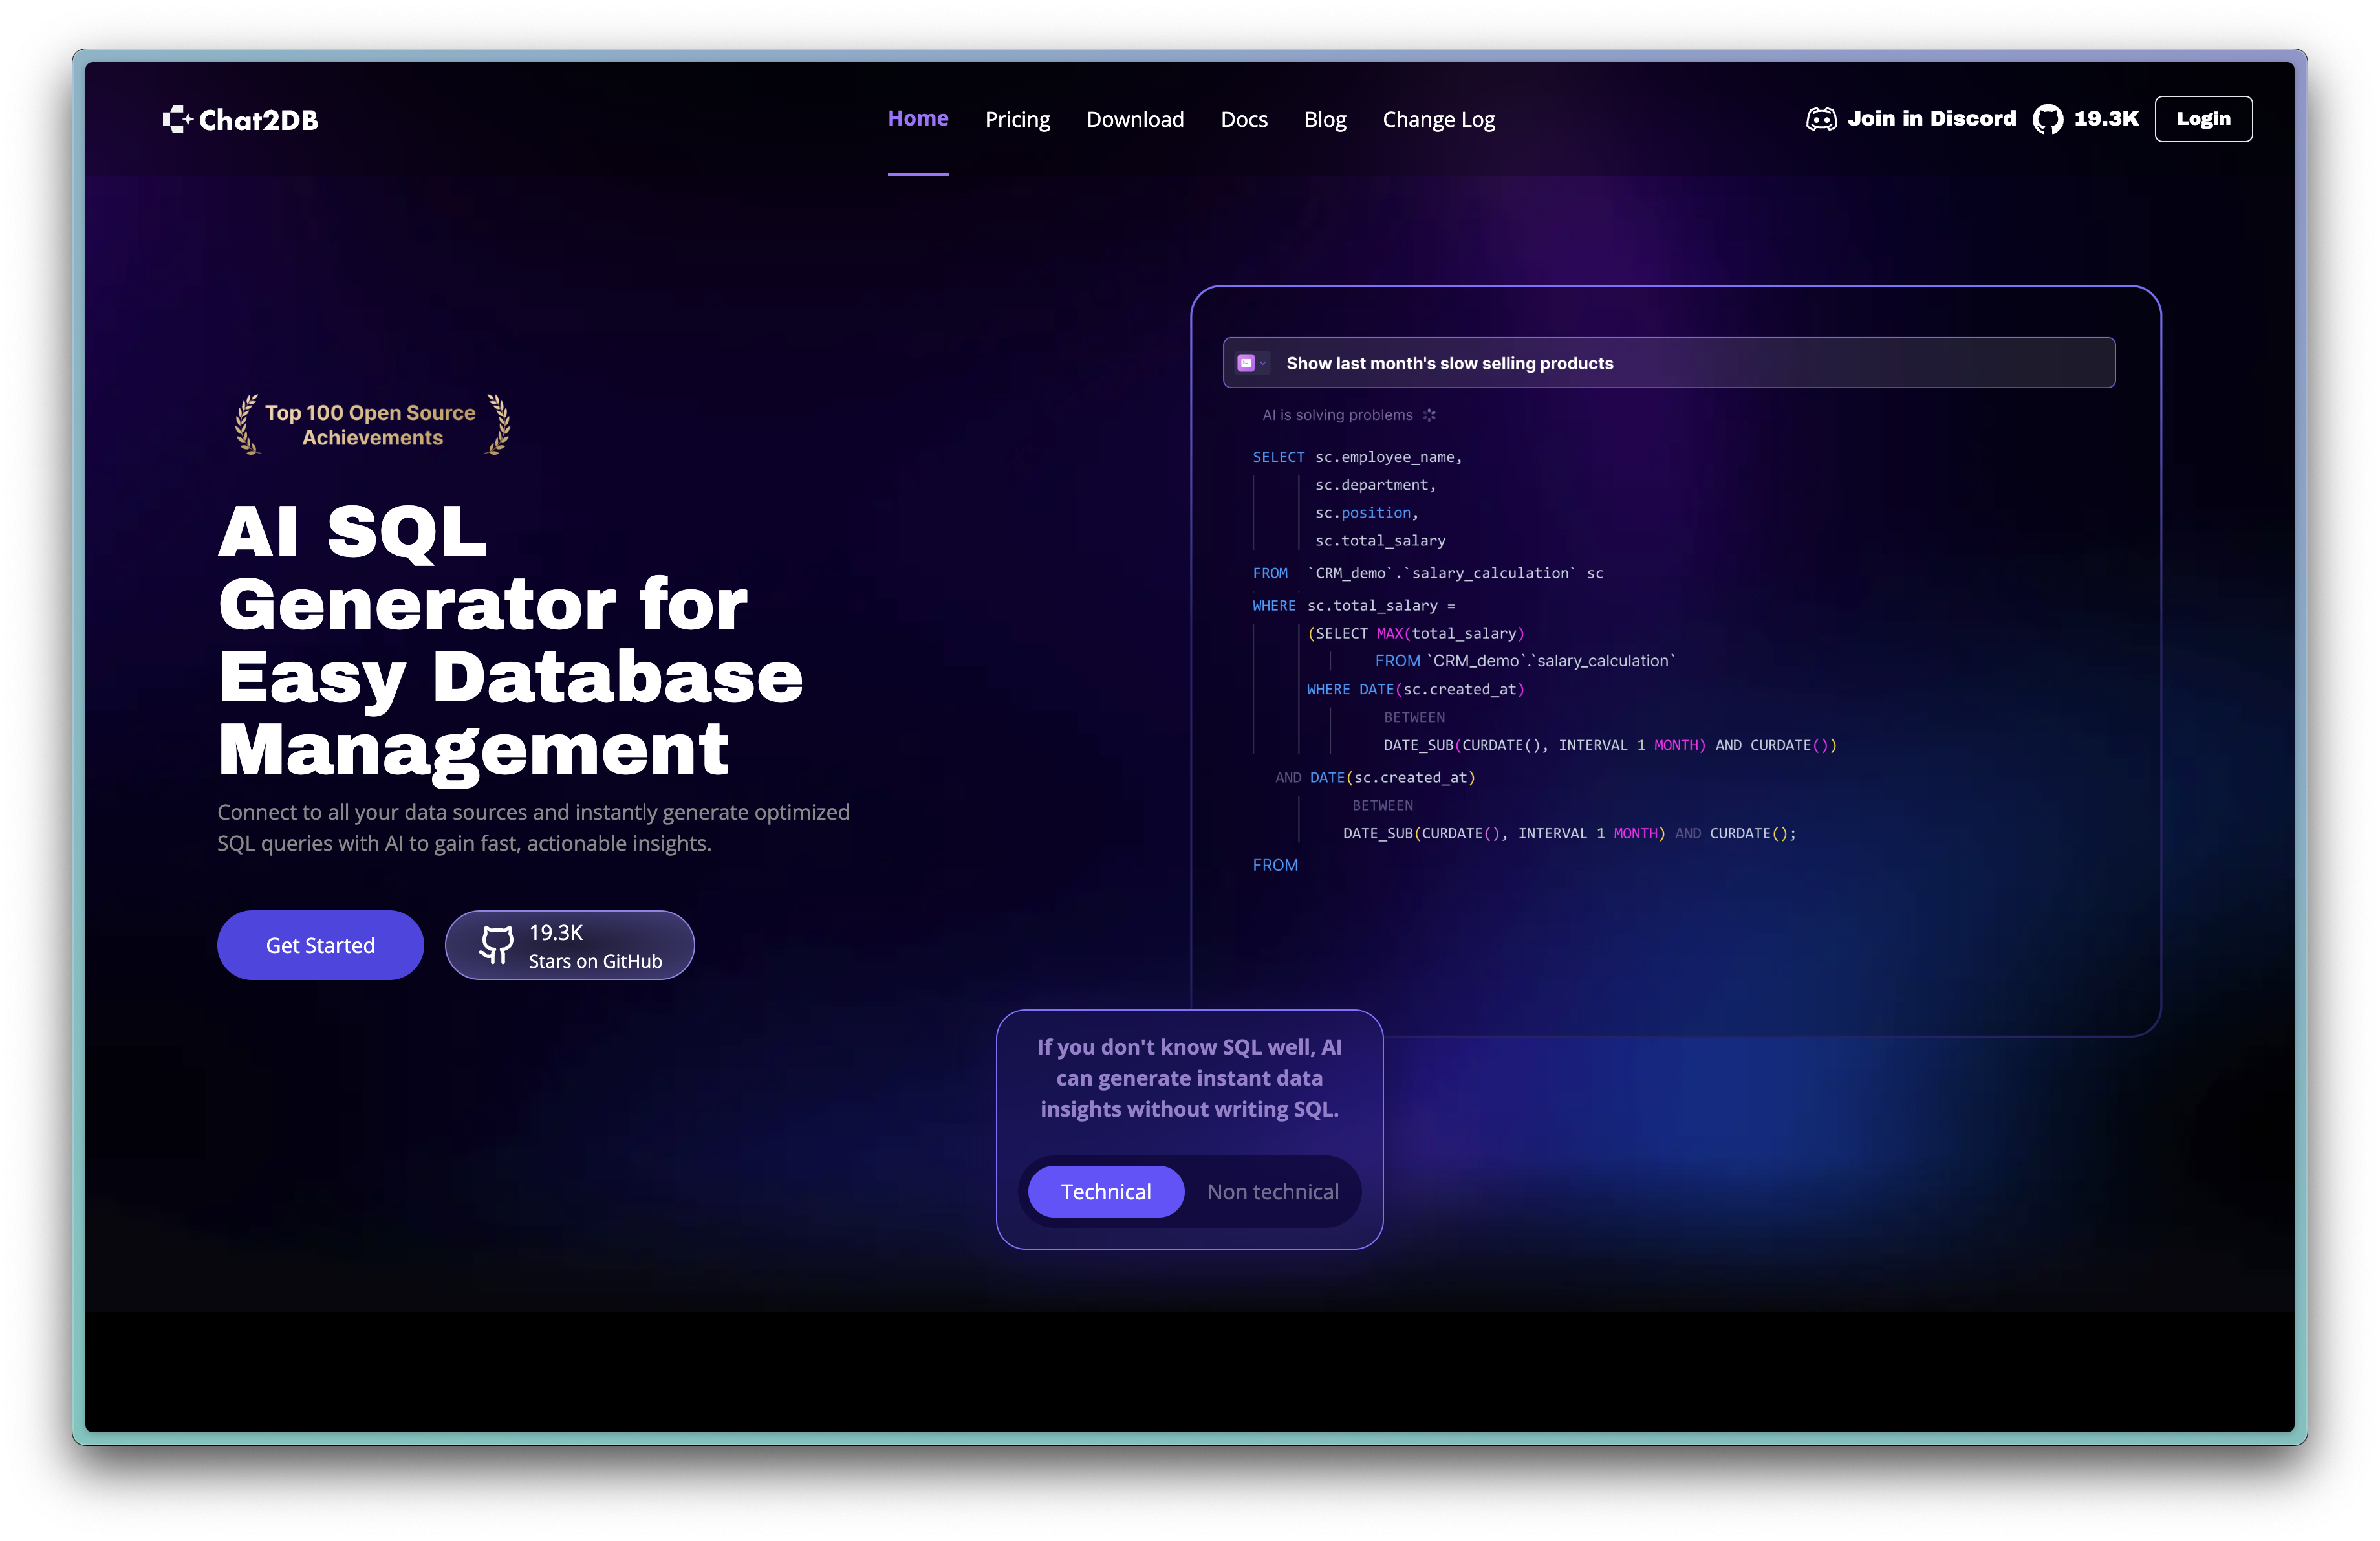 Chat2DB
Home
Pricing
Download
Docs
Blog
Change Log
Join in Discord
19.3K
Login
Top 100 Open Source
Achievements
AI SQL
Generator for
Easy Database
Management
Connect to all your data sources and instantly generate optimized
SQL queries with AI to gain fast, actionable insights.
Get Started
19.3K
Stars on GitHub
Show last month's slow selling products
AI is solving problems
SELECT sc.employee_name,
sc.department,
sc.position,
sc.total_salary
FROM `CRM_demo`.`salary_calculation` sc
WHERE sc.total_salary =
(SELECT MAX(total_salary)
FROM `CRM_demo`.`salary_calculation`
WHERE DATE(sc.created_at)
BETWEEN
DATE_SUB(CURDATE(), INTERVAL 1 MONTH) AND CURDATE())
AND DATE(sc.created_at)
BETWEEN
DATE_SUB(CURDATE(), INTERVAL 1 MONTH) AND CURDATE();
FROM
If you don't know SQL well, AI
can generate instant data
insights without writing SQL.
Technical
Non technical